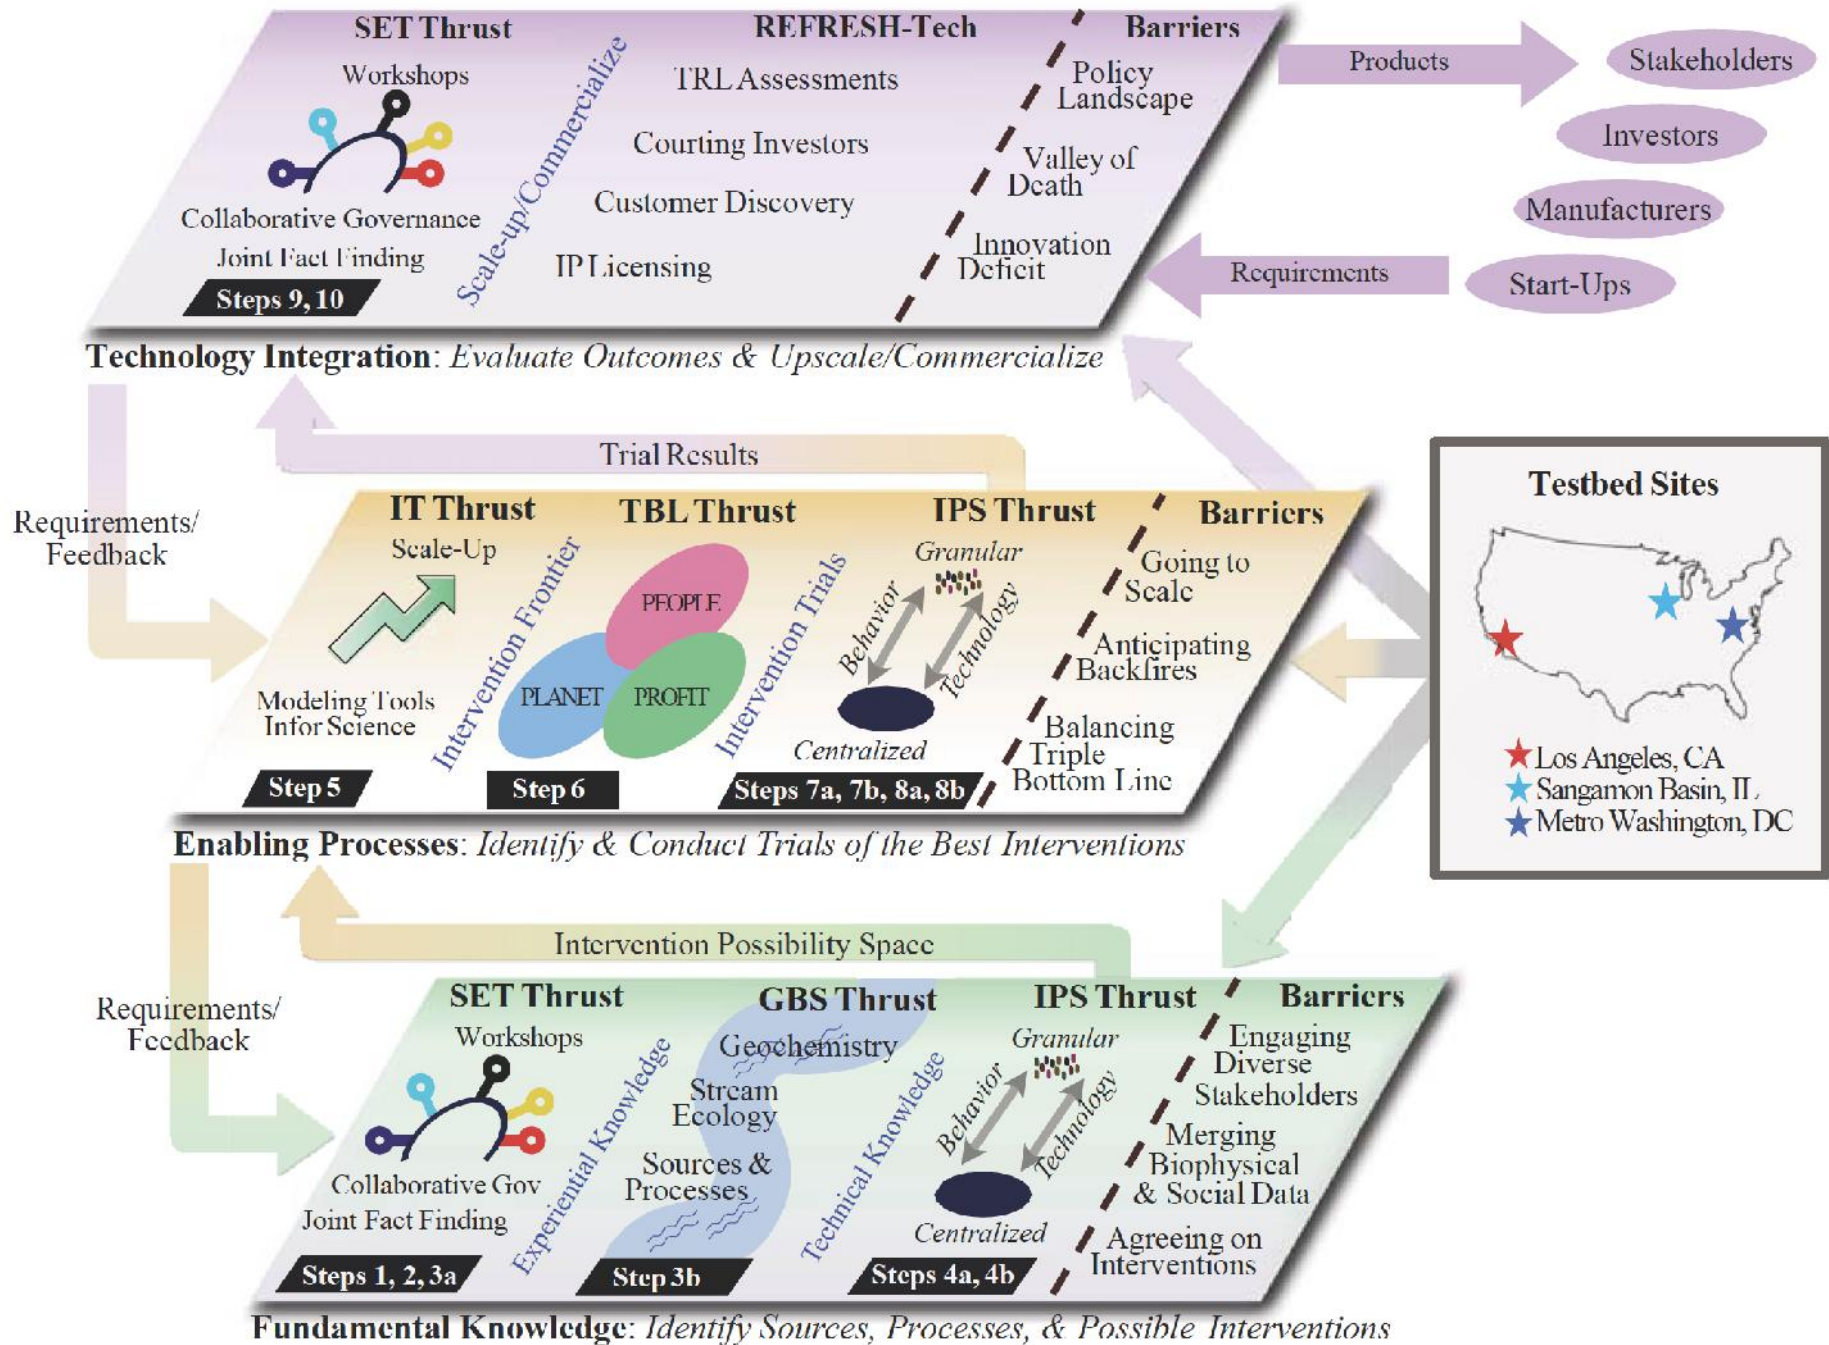 SET Thrust
Workshops
Collaborative Governance
Joint Fact Finding
Steps 9, 10
Scale-up/Commercialize
REFRESH-Tech
TRL Assessments
Courting Investors
Customer Discovery
IP Licensing
Barriers
Policy
Landscape
Valley of
Death
Innovation
Deficit
Products
Requirements
Stakeholders
Investors
Manufacturers
Start-Ups
Technology Integration: Evaluate Outcomes & Upscale/Commercialize
Trial Results
Requirements/
Feedback
IT Thrust
Scale-Up
Modeling Tools
Infor Science
Step 5
Intervention Frontier
TBL Thrust
PEOPLE
PLANET
PROFIT
Step 6
Intervention Trials
IPS Thrust
Granular
Behavior
Technology
Centralized
Steps 7a, 7b, 8a, 8b
Barriers
Going to
Scale
Anticipating
Backfires
Balancing
Triple
Bottom Line
Testbed Sites
Los Angeles, CA
Sangamon Basin, IL
Metro Washington, DC
Enabling Processes: Identify & Conduct Trials of the Best Interventions
Intervention Possibility Space
Requirements/
Feedback
SET Thrust
Workshops
Collaborative Gov
Joint Fact Finding
Steps 1, 2, 3a
Experiential Knowledge
GBS Thrust
Geochemistry
Stream
Ecology
Sources &
Processes
Step 3b
Technical Knowledge
IPS Thrust
Granular
Behavior
Technology
Centralized
Steps 4a, 4b
Barriers
Engaging
Diverse
Stakeholders
Merging
Biophysical
& Social Data
Agreeing on
Interventions
Fundamental Knowledge: Identify Sources, Processes, & Possible Interventions